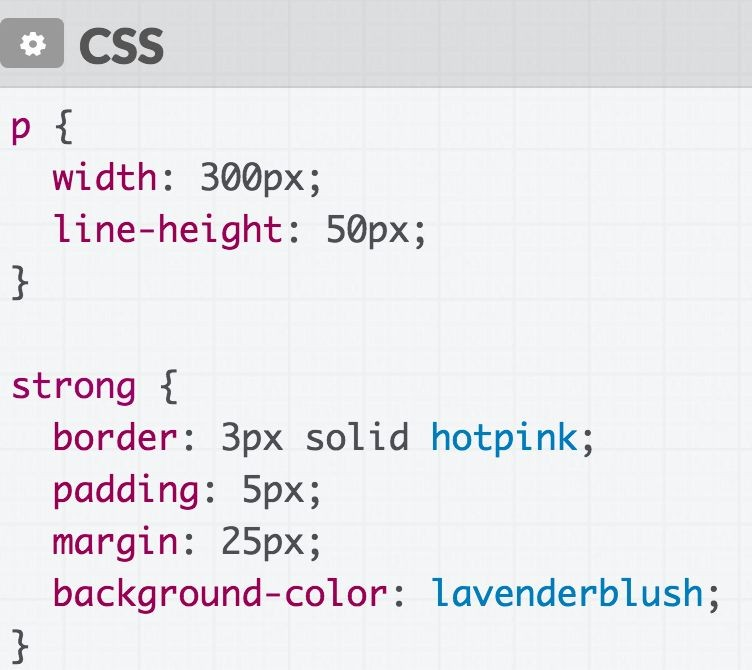 CSS
p {
  width: 300px;
  line-height: 50px;
}

strong {
  border: 3px solid hotpink;
  padding: 5px;
  margin: 25px;
  background-color: lavenderblush;
}